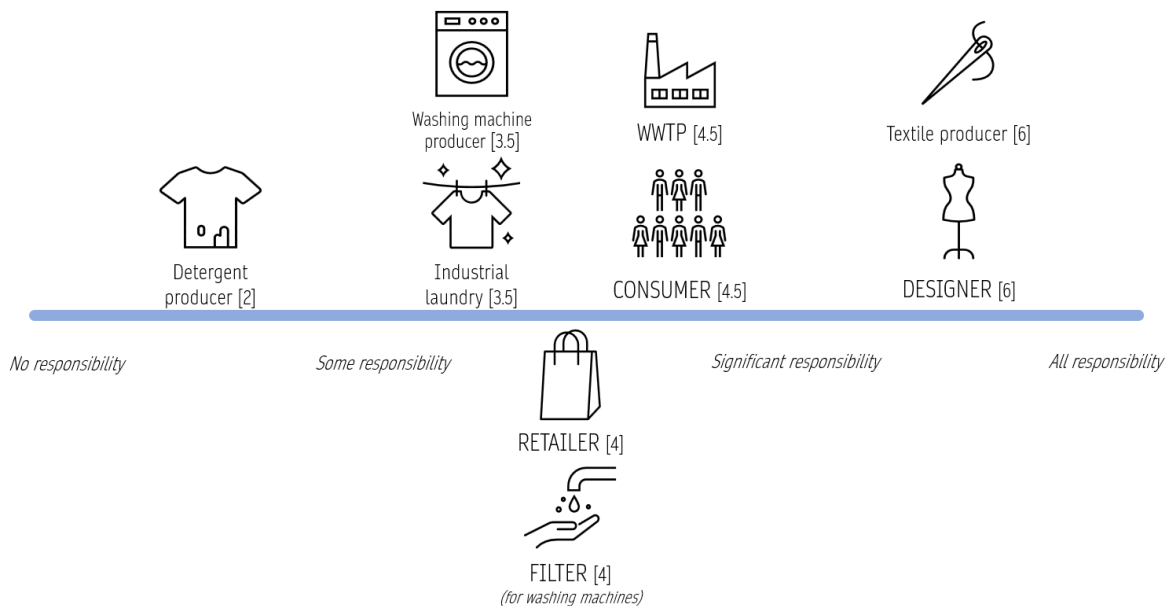 Washing machine
producer [3.5]
WWTP [4.5]
Textile producer [6]
Detergent
producer [2]
Industrial
laundry [3.5]
CONSUMER [4.5]
DESIGNER [6]
No responsibility
Some responsibility
Significant responsibility
All responsibility
RETAILER [4]
FILTER [4]
(for washing machines)